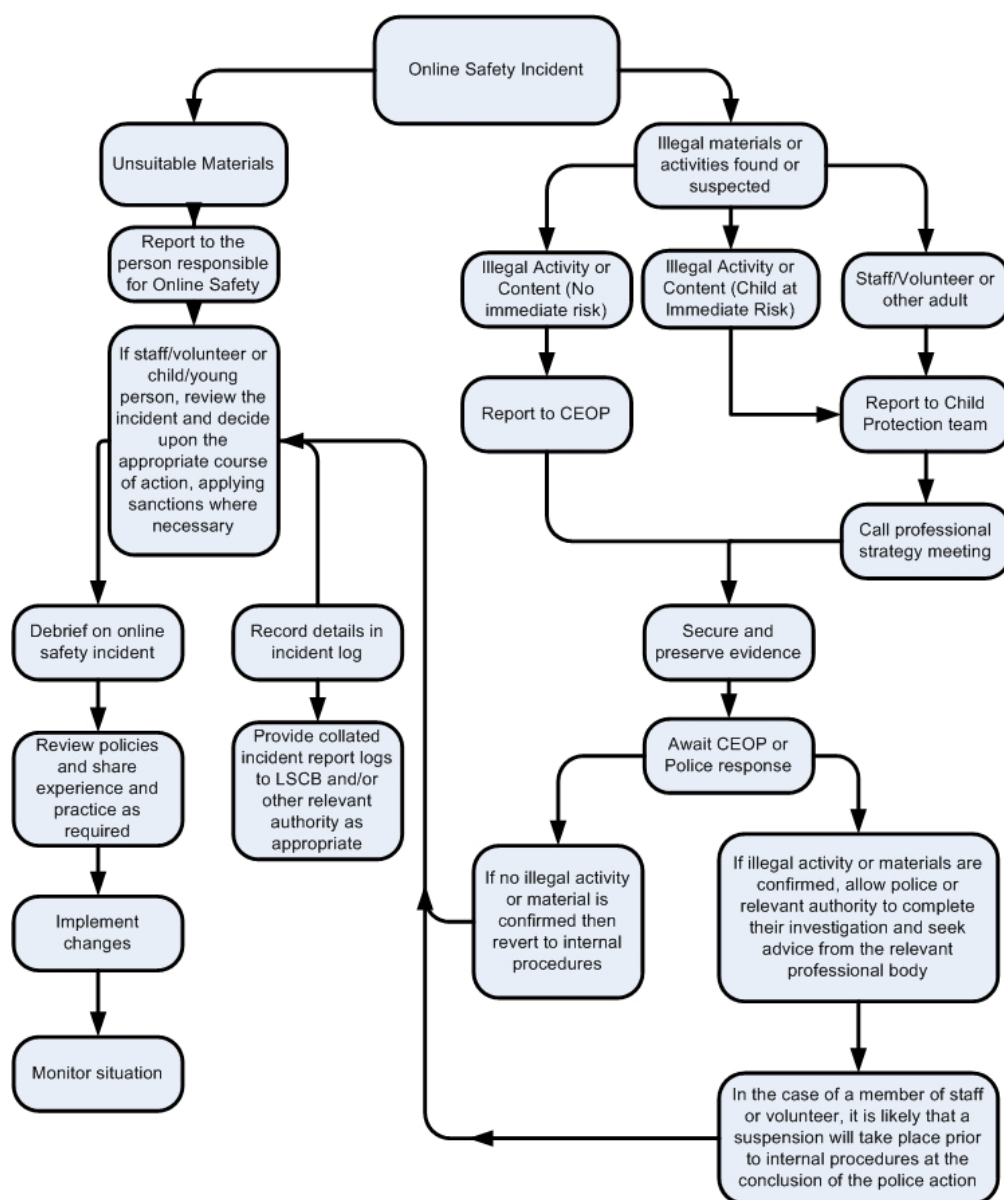 Online Safety Incident
Unsuitable Materials
Report to the
person responsible
for Online Safety
If staff/volunteer or
child/young
person, review the
incident and decide
upon the
appropriate course
of action, applying
sanctions where
necessary
Debrief on online
safety incident
Review policies
and share
experience and
practice as
required
Implement
changes
Monitor situation
Record details in
incident log
Provide collated
incident report logs
to LSCB and/or
other relevant
authority as
appropriate
Illegal materials or
activities found or
suspected
Illegal Activity or
Content (No
immediate risk)
Illegal Activity or
Content (Child at
Immediate Risk)
Staff/Volunteer or
other adult
Report to CEOP
Report to Child
Protection team
Call professional
strategy meeting
Secure and
preserve evidence
Await CEOP or
Police response
If no illegal activity
or material is
confirmed then
revert to internal
procedures
If illegal activity or materials are
confirmed, allow police or
relevant authority to complete
their investigation and seek
advice from the relevant
professional body
In the case of a member of staff
or volunteer, it is likely that a
suspension will take place prior
to internal procedures at the
conclusion of the police action